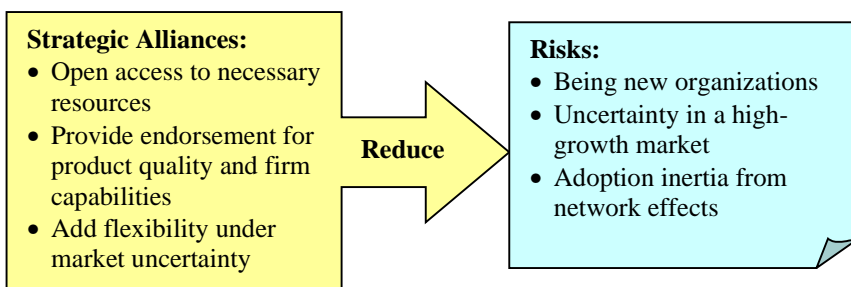 Strategic Alliances:
• Open access to necessary
resources
• Provide endorsement for
product quality and firm
capabilities
• Add flexibility under
market uncertainty
Reduce
Risks:
• Being new organizations
• Uncertainty in a high-
growth market
• Adoption inertia from
network effects